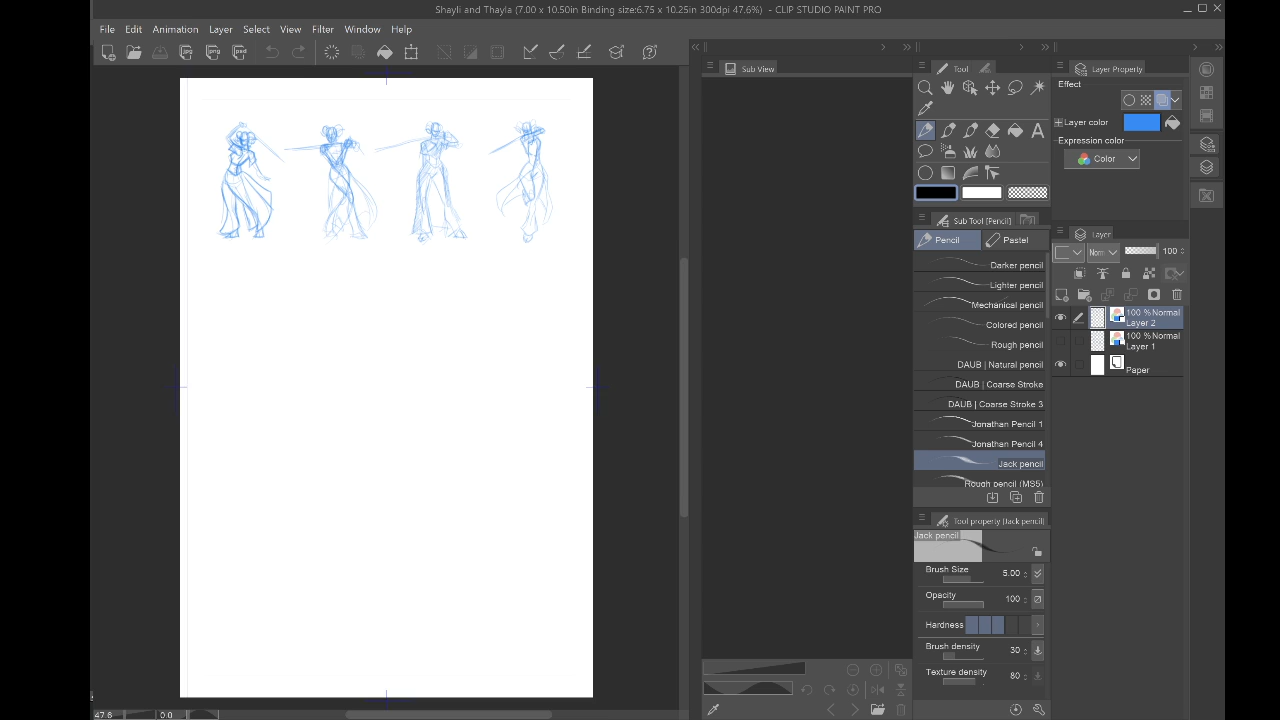 Shayli and Thayla (7.00 x 10.50in Binding size:6.75 x 10.25in 300dpi 47.6%) - CLIP STUDIO PAINT PRO
File Edit Animation Layer Select View Filter Window Help
Sub View
Tool
Layer Property
Effect
Layer color
Expression color
Color
Sub Tool [Pencil]
Pencil Pastel
Darker pencil
Lighter pencil
Mechanical pencil
Colored pencil
Rough pencil
DAUB | Natural pencil
DAUB | Coarse Stroke
DAUB | Coarse Stroke 3
Jonathan Pencil 1
Jonathan Pencil 4
Jack pencil
Rough pencil (MS5)
Layer
Norm 100
100 %Normal
Layer 2
100 %Normal
Layer 1
Paper
Tool property [Jack pencil]
Jack pencil
Brush Size 5.00
Opacity 100
Hardness
Brush density 30
Texture density 80
47.6 0.0